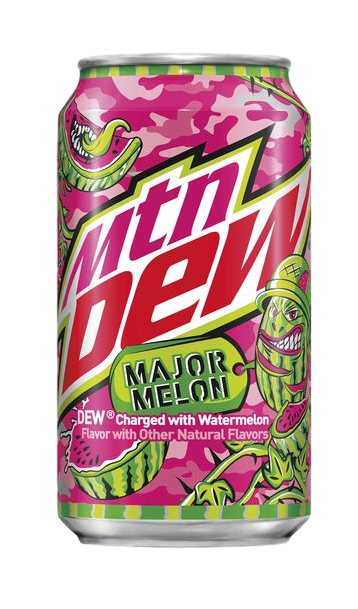 Mtn
DEW
MAJOR
MELON
DEW® Charged with Watermelon
Flavor with Other Natural Flavors